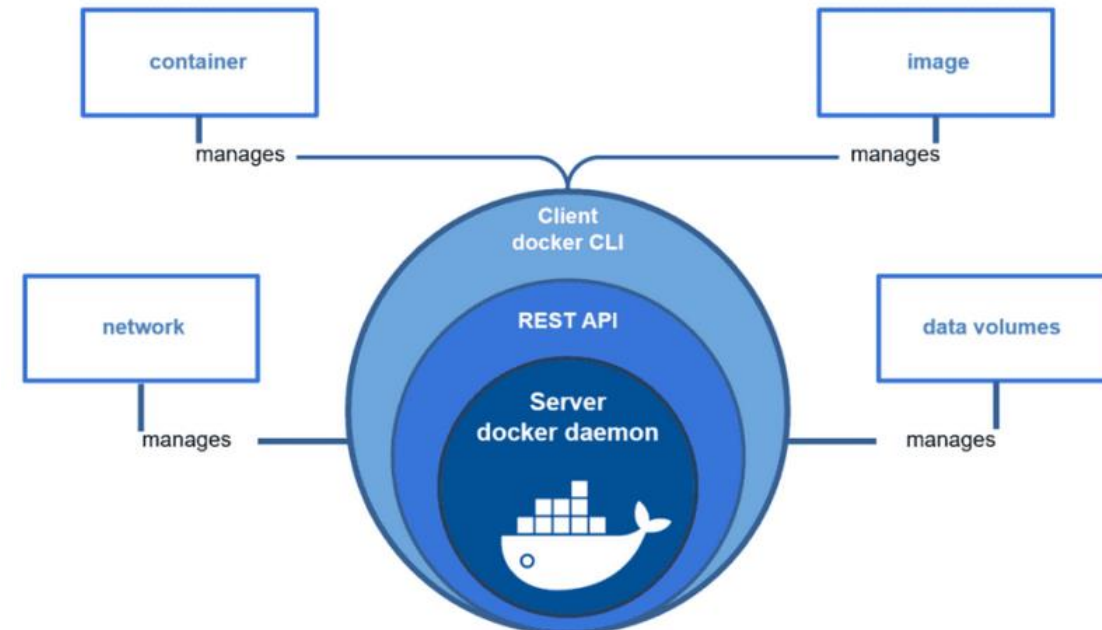 container
image
manages
manages
Client
docker CLI
network
REST API
data volumes
Server
docker daemon
manages
manages